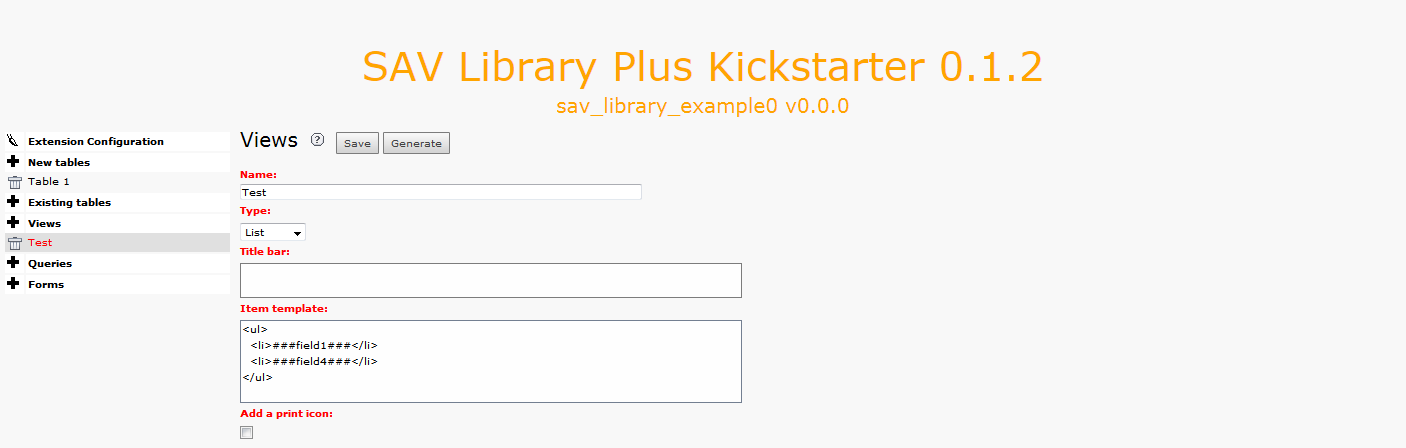 SAV Library Plus Kickstarter 0.1.2
sav_library_example0 v0.0.0
Extension Configuration
New tables
Table 1
Existing tables
Views
Test
Queries
Forms
Views ? Save Generate
Name:
Test
Type:
List
Title bar:
Item template:
<ul>
  <li>###field1###</li>
  <li>###field4###</li>
</ul>
Add a print icon: